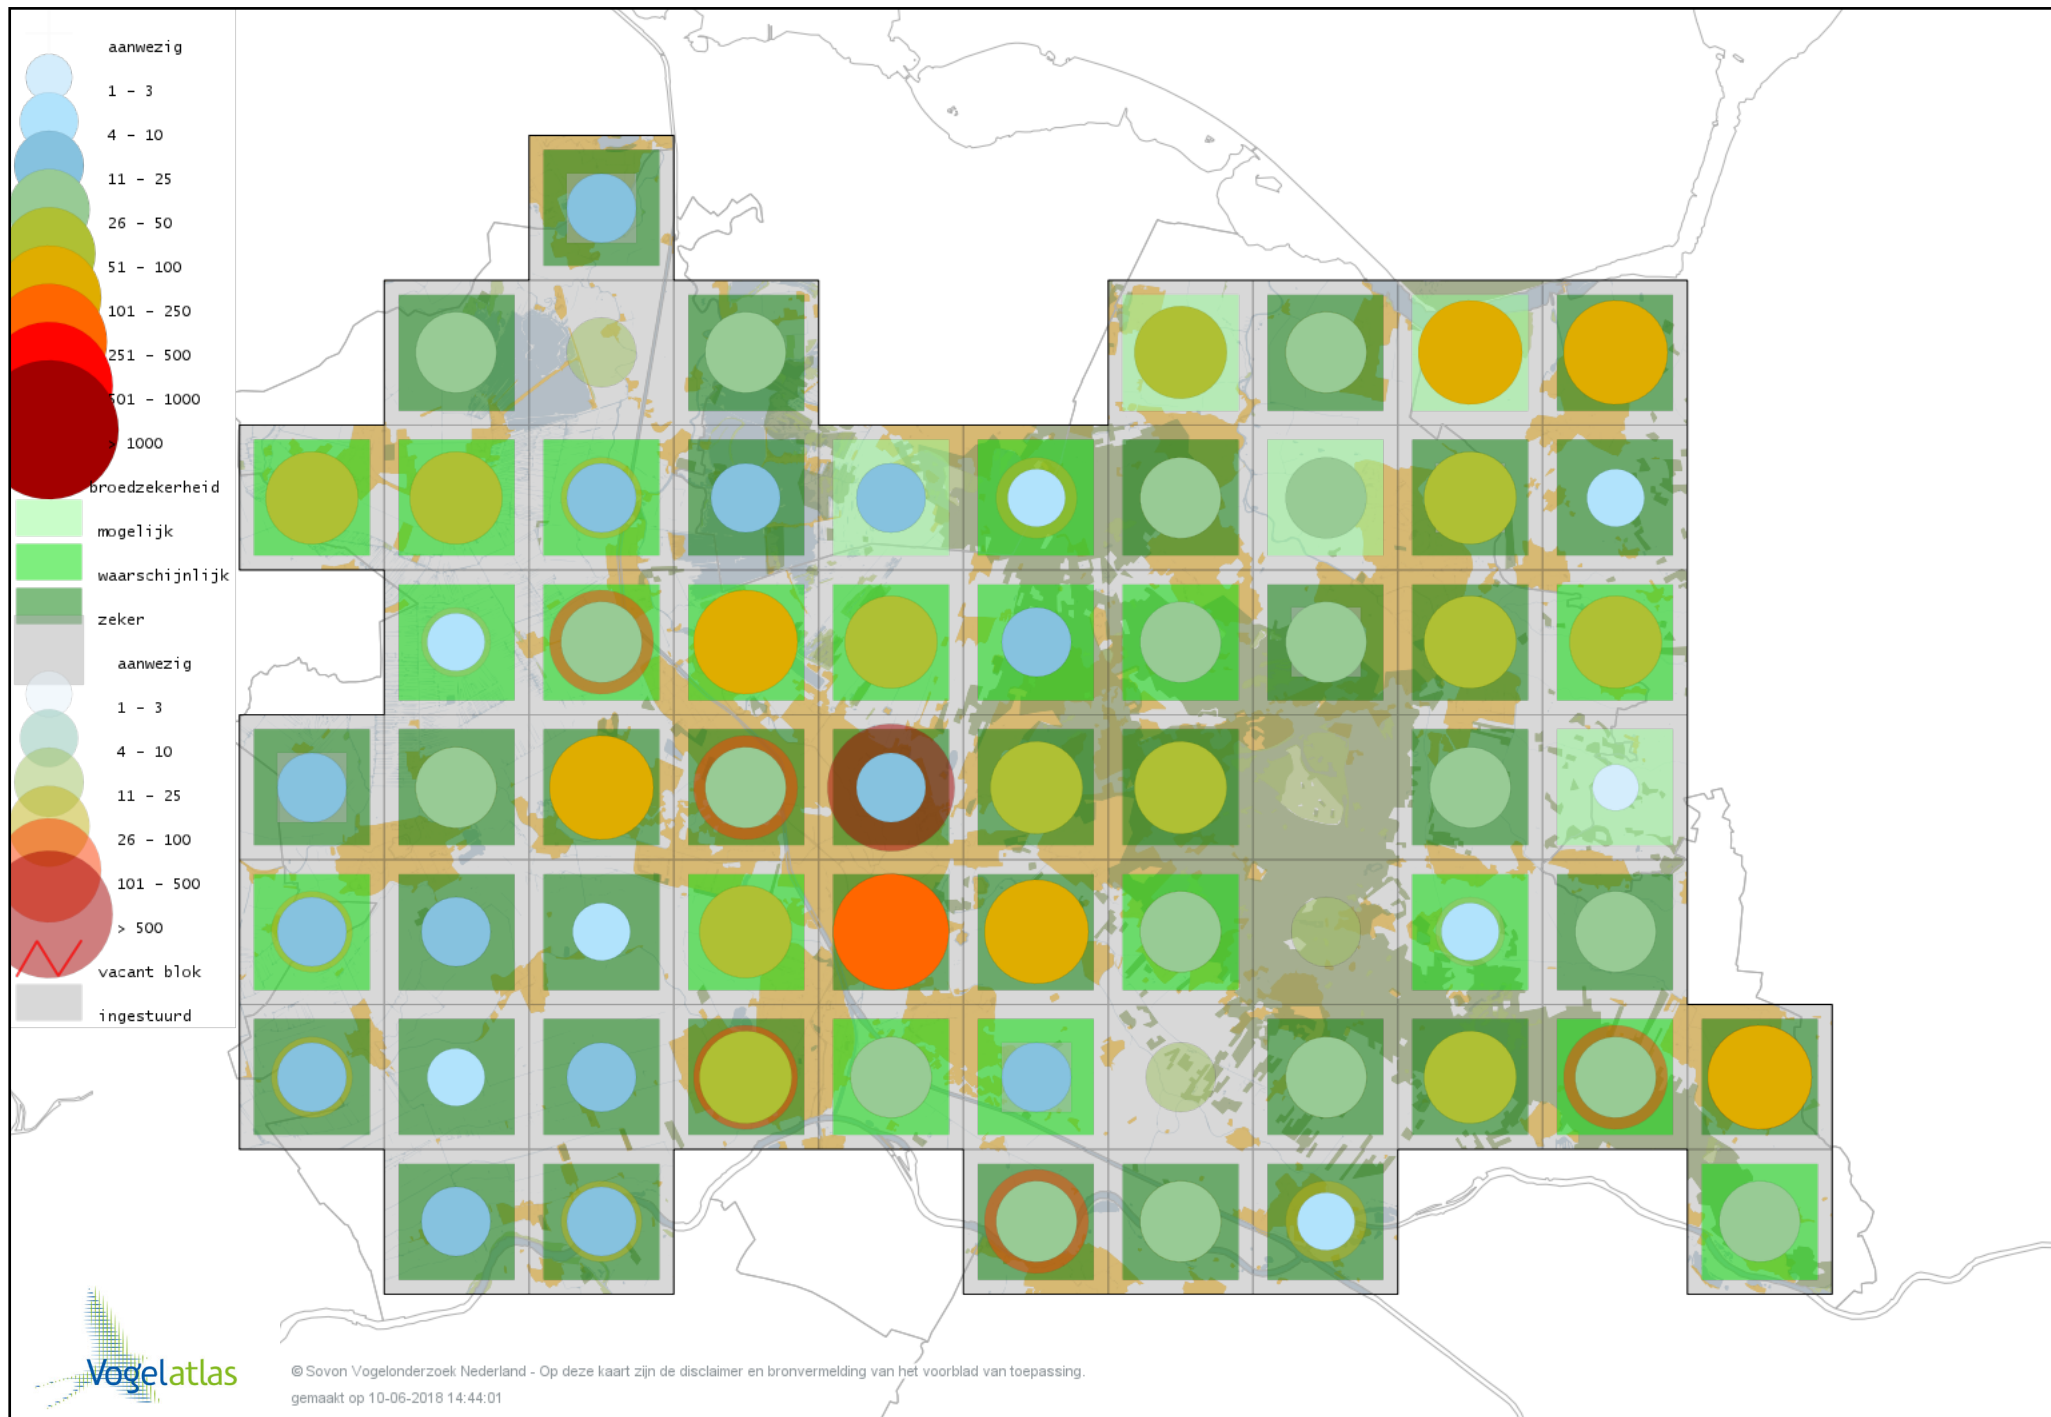 aanwezig
1 - 3
4 - 10
11 - 25
26 - 50
51 - 100
101 - 250
251 - 500
501 - 1000
> 1000
broedzekerheid
mogelijk
waarschijnlijk
zeker
aanwezig
1 - 3
4 - 10
11 - 25
26 - 100
101 - 500
> 500
vacant blok
ingestuurd
Vogelatlas
© Sovon Vogelonderzoek Nederland - Op deze kaart zijn de disclaimer en bronvermelding van het voorblad van toepassing.
gemaakt op 10-06-2018 14:44:01